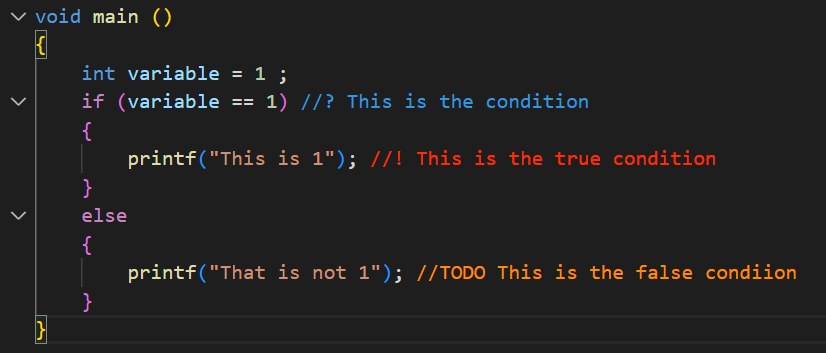 void main ()
{
    int variable = 1 ;
    if (variable == 1) //? This is the condition
    {
        printf("This is 1"); //! This is the true condition
    }
    else
    {
        printf("That is not 1"); //TODO This is the false condiion
    }
}